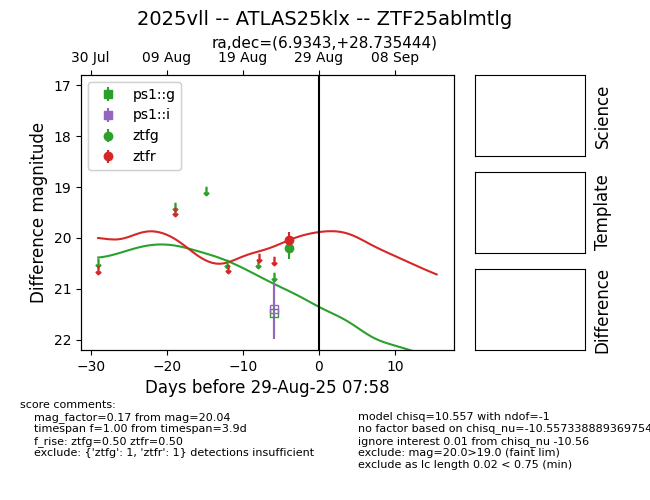 2025vll -- ATLAS25klx -- ZTF25ablmtlg
ra,dec=(6.9343,+28.735444)
30 Jul 09 Aug 19 Aug 29 Aug 08 Sep
ps1::g
ps1::i
ztfg
ztfr
17
18
19
20
21
22
Difference magnitude
−30 −20 −10 0 10
Days before 29-Aug-25 07:58
Science
Template
Difference
score comments:
mag_factor=0.17 from mag=20.04
timespan f=1.00 from timespan=3.9d
f_rise: ztfg=0.50 ztfr=0.50
exclude: {'ztfg': 1, 'ztfr': 1} detections insufficient
model chisq=10.557 with ndof=-1
no factor based on chisq_nu=-10.557338889369754
ignore interest 0.01 from chisq_nu -10.56
exclude: mag=20.0>19.0 (faint lim)
exclude as lc length 0.02 < 0.75 (min)